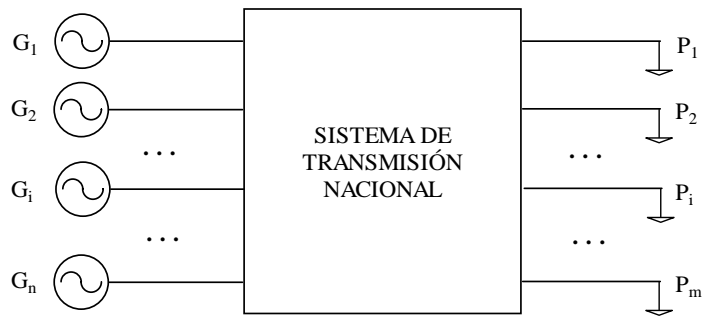 G1
P1
G2
P2
SISTEMA DE
TRANSMISIÓN
NACIONAL
...
...
Gi
Pi
...
...
Gn
Pm